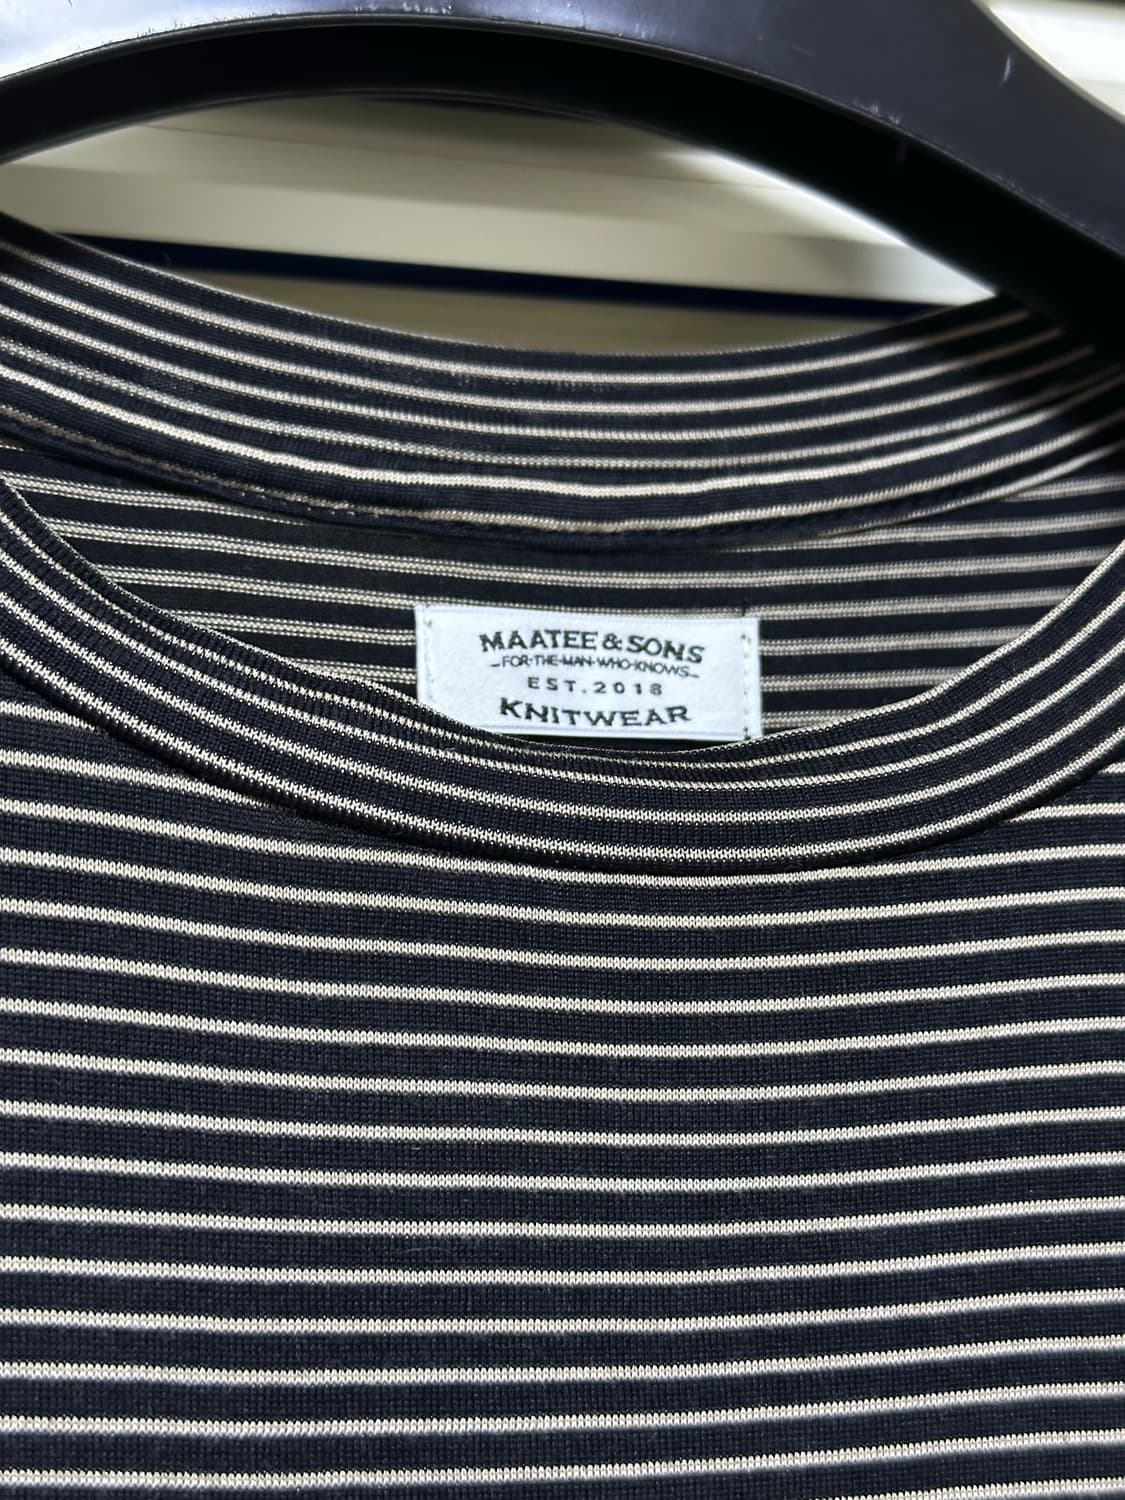 MAATEE&SONS
FOR·THE·MAN·WHO·KNOWS
EST.2018
KNITWEAR